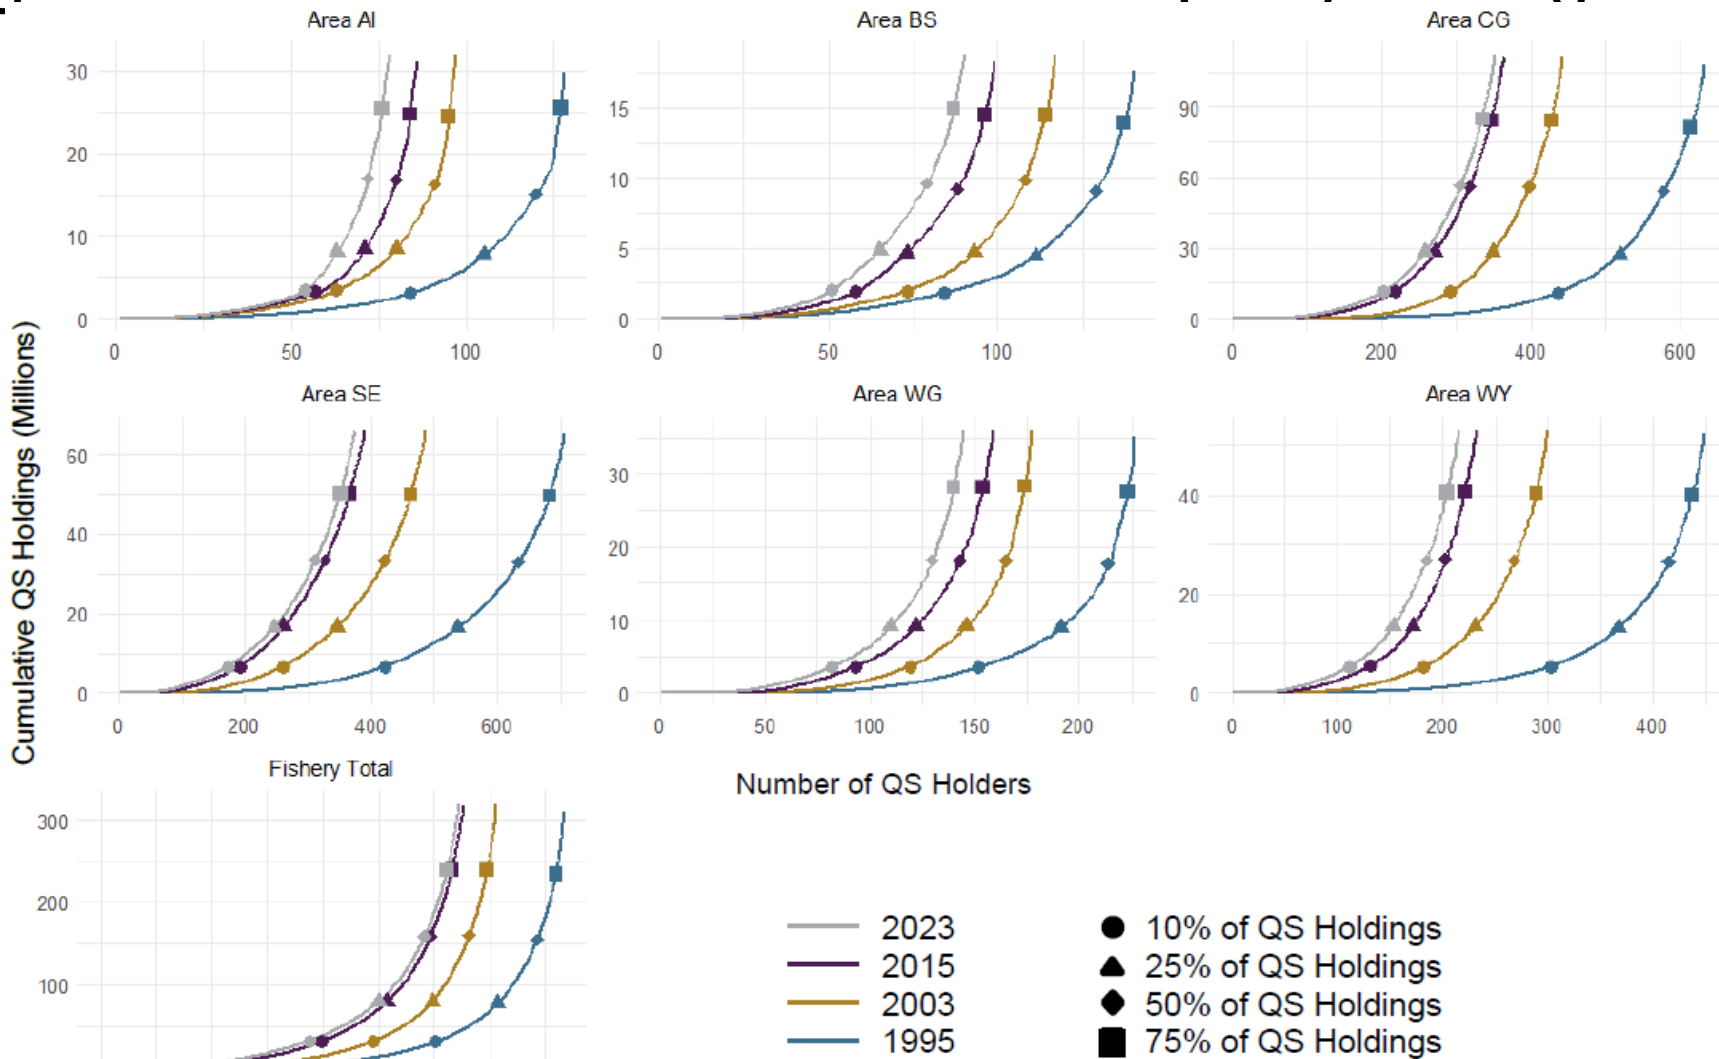 Area AI
Area BS
Area CG
30
20
10
0
0 50 100
15
10
5
0
0 50 100
90
60
30
0
0 200 400 600
Area SE
Area WG
Area WY
60
40
20
0
0 200 400 600
30
20
10
0
0 50 100 150 200
40
20
0
0 100 200 300 400
Cumulative QS Holdings (Millions)
Fishery Total
300
200
100
Number of QS Holders
2023
2015
2003
1995
10% of QS Holdings
25% of QS Holdings
50% of QS Holdings
75% of QS Holdings